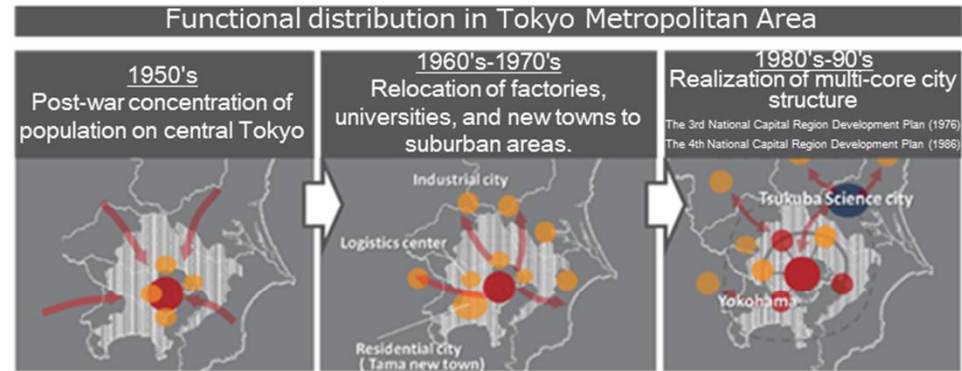 Functional distribution in Tokyo Metropolitan Area
1950's
Post-war concentration of
population on central Tokyo
1960's-1970's
Relocation of factories,
universities, and new towns to
suburban areas.
Industrial city
Logistics center
Residential city
( Tama new town)
1980's-90's
Realization of multi-core city
structure
The 3rd National Capital Region Development Plan (1976)
The 4th National Capital Region Development Plan (1986)
Tsukuba Science city
Yokohama